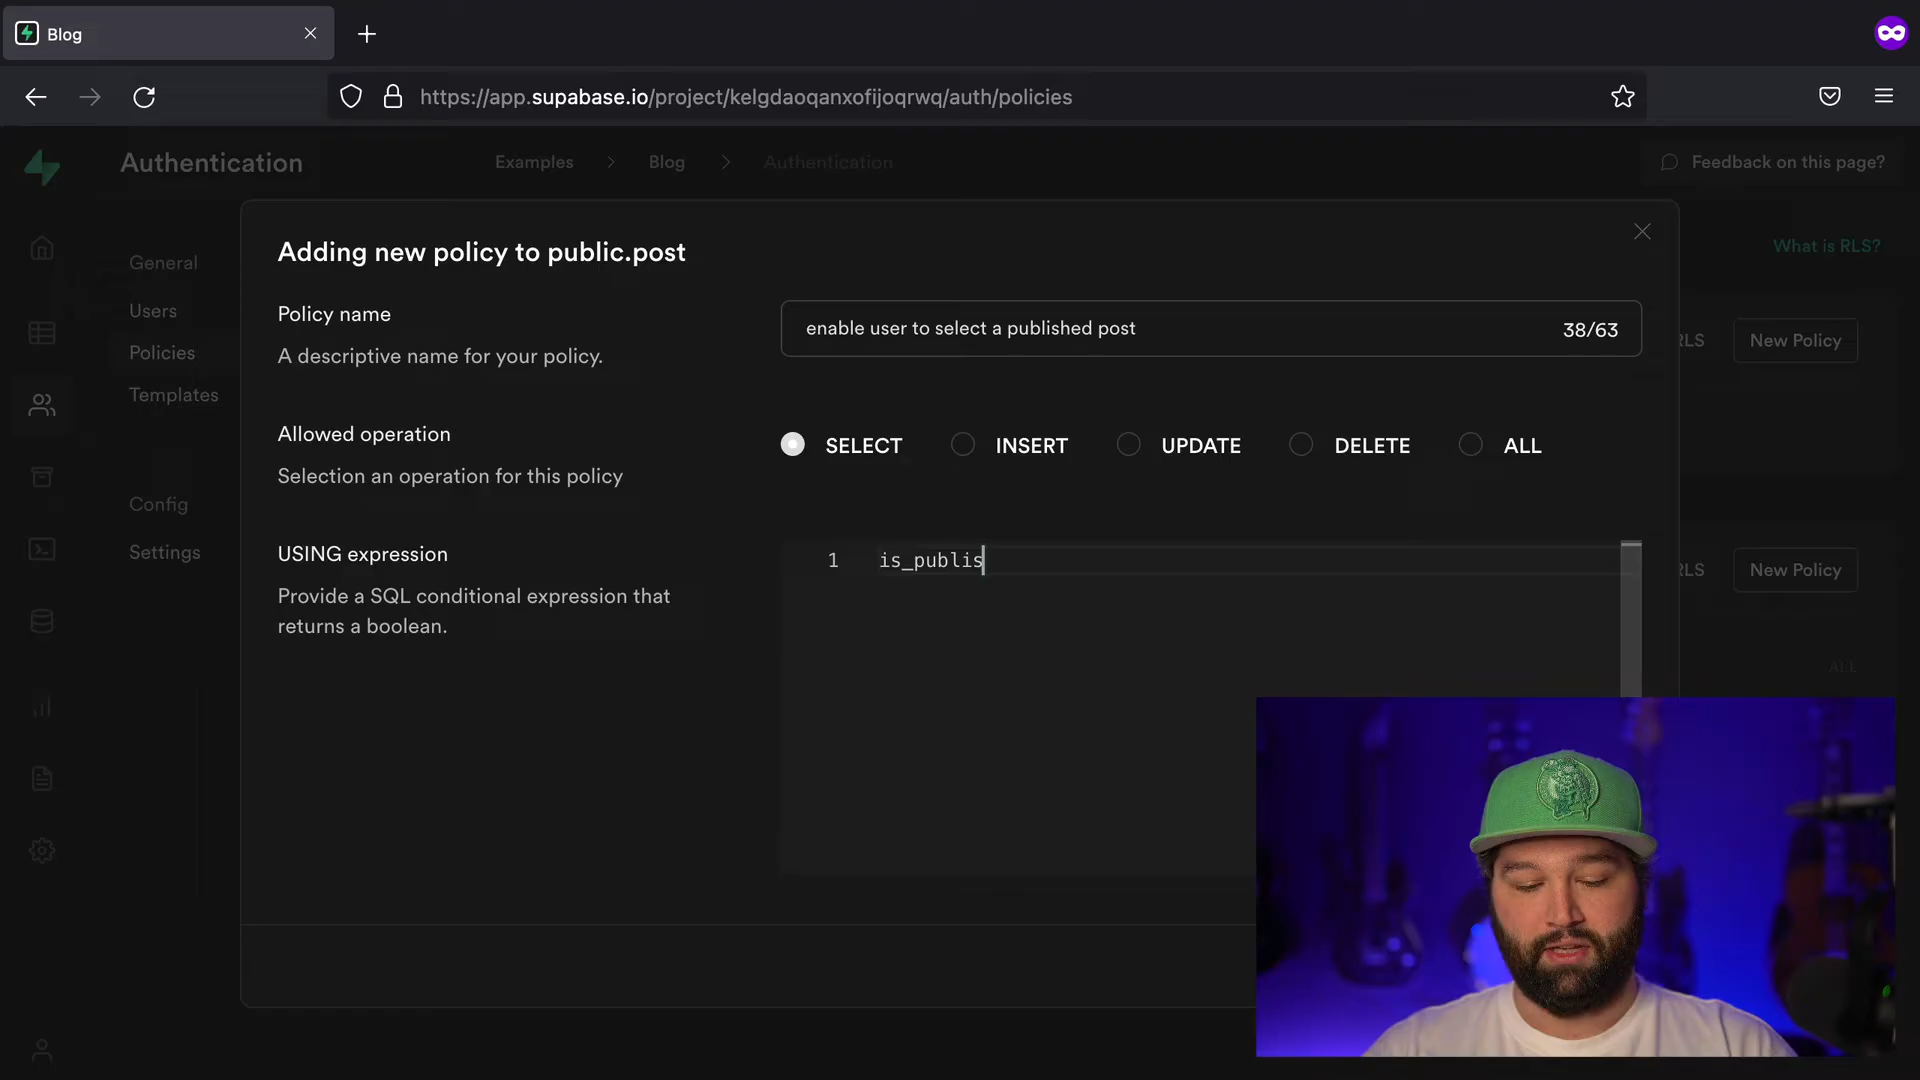 Blog
https://app.supabase.io/project/kelgdaoqanxofijoqrwq/auth/policies
Authentication
Examples > Blog > Authentication
Feedback on this page?
General
Users
Policies
Templates
Config
Settings
What is RLS?
Adding new policy to public.post
Policy name
A descriptive name for your policy.
enable user to select a published post
38/63
RLS
New Policy
Allowed operation
Selection an operation for this policy
SELECT
INSERT
UPDATE
DELETE
ALL
USING expression
Provide a SQL conditional expression that
returns a boolean.
1 is_publis
RLS
New Policy
ALL